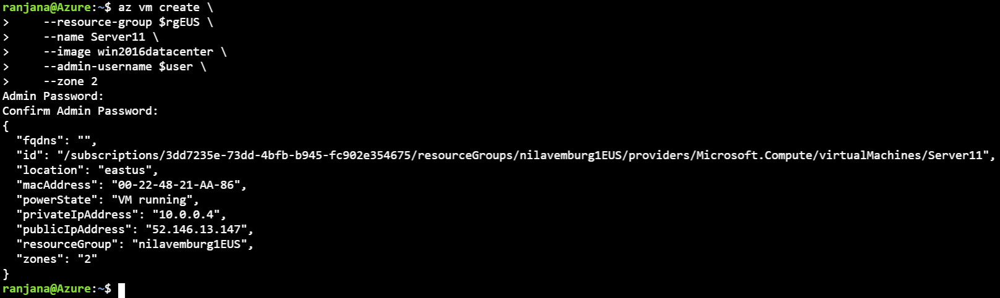 ranjana@Azure:~$ az vm create \
>     --resource-group $rgEUS \
>     --name Server11 \
>     --image win2016datacenter \
>     --admin-username $user \
>     --zone 2
Admin Password:
Confirm Admin Password:
{
  "fqdns": "",
  "id": "/subscriptions/3dd7235e-73dd-4bfb-b945-fc902e354675/resourceGroups/nilavemburg1EUS/providers/Microsoft.Compute/virtualMachines/Server11",
  "location": "eastus",
  "macAddress": "00-22-48-21-AA-86",
  "powerState": "VM running",
  "privateIpAddress": "10.0.0.4",
  "publicIpAddress": "52.146.13.147",
  "resourceGroup": "nilavemburg1EUS",
  "zones": "2"
}
ranjana@Azure:~$